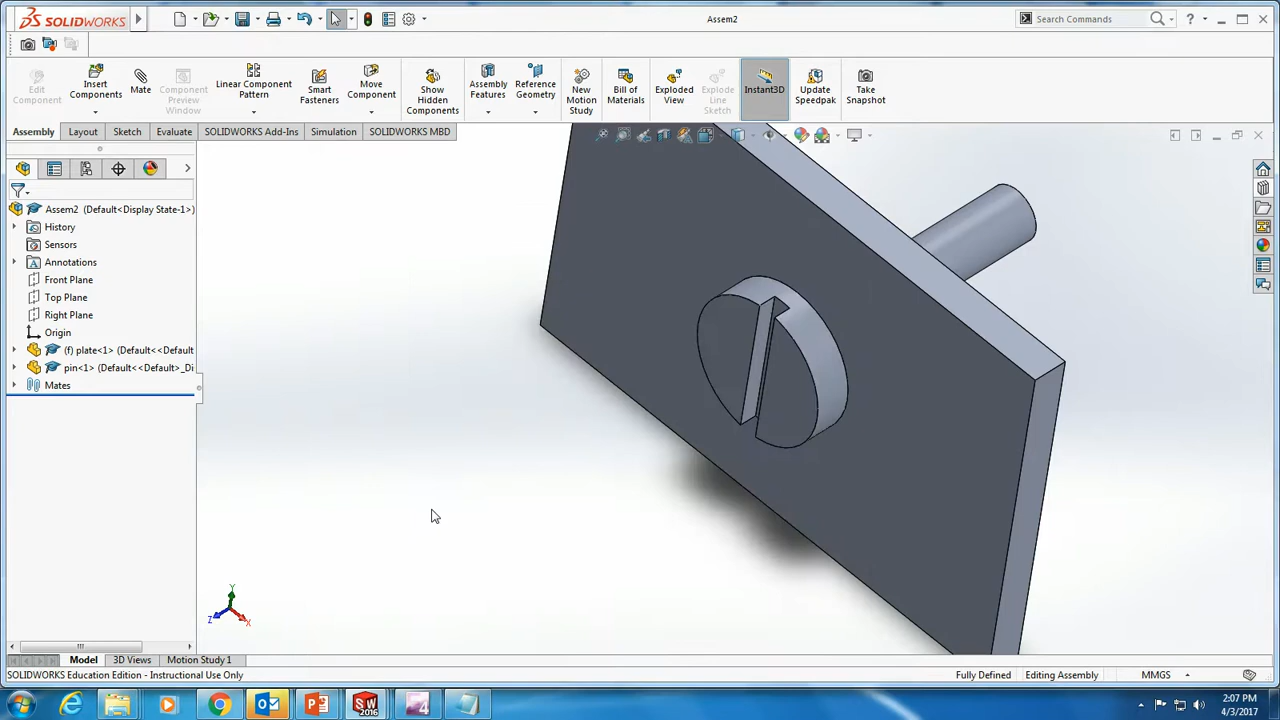 SOLIDWORKS
Assem2
Search Commands
?
Edit Component
Insert Components
Mate
Component Preview Window
Linear Component Pattern
Smart Fasteners
Move Component
Show Hidden Components
Assembly Features
Reference Geometry
New Motion Study
Bill of Materials
Exploded View
Explode Line Sketch
Instant3D
Update Speedpak
Take Snapshot
Assembly Layout Sketch Evaluate SOLIDWORKS Add-Ins Simulation SOLIDWORKS MBD
Assem2 (Default<Display State-1>)
History
Sensors
Annotations
Front Plane
Top Plane
Right Plane
Origin
(f) plate<1> (Default<<Default
pin<1> (Default<<Default>_Di
Mates
Y
Z X
Model 3D Views Motion Study 1
SOLIDWORKS Education Edition - Instructional Use Only
Fully Defined Editing Assembly MMGS
SW 2016
4
2:07 PM
4/3/2017